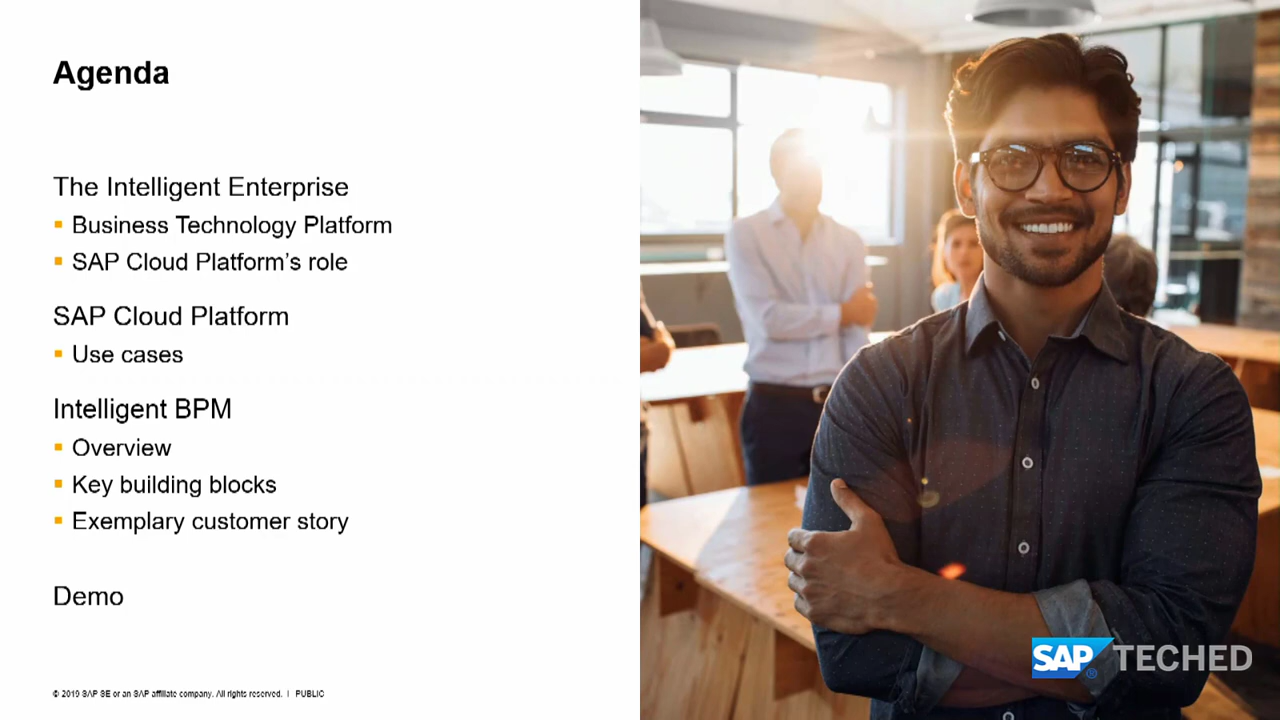 Agenda
The Intelligent Enterprise
▪ Business Technology Platform
▪ SAP Cloud Platform’s role
SAP Cloud Platform
▪ Use cases
Intelligent BPM
▪ Overview
▪ Key building blocks
▪ Exemplary customer story
Demo
© 2019 SAP SE or an SAP affiliate company. All rights reserved. I PUBLIC
SAP® TECHED